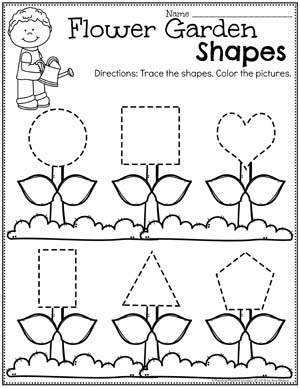 Name
Flower Garden
Shapes
Directions: Trace the shapes. Color the pictures.